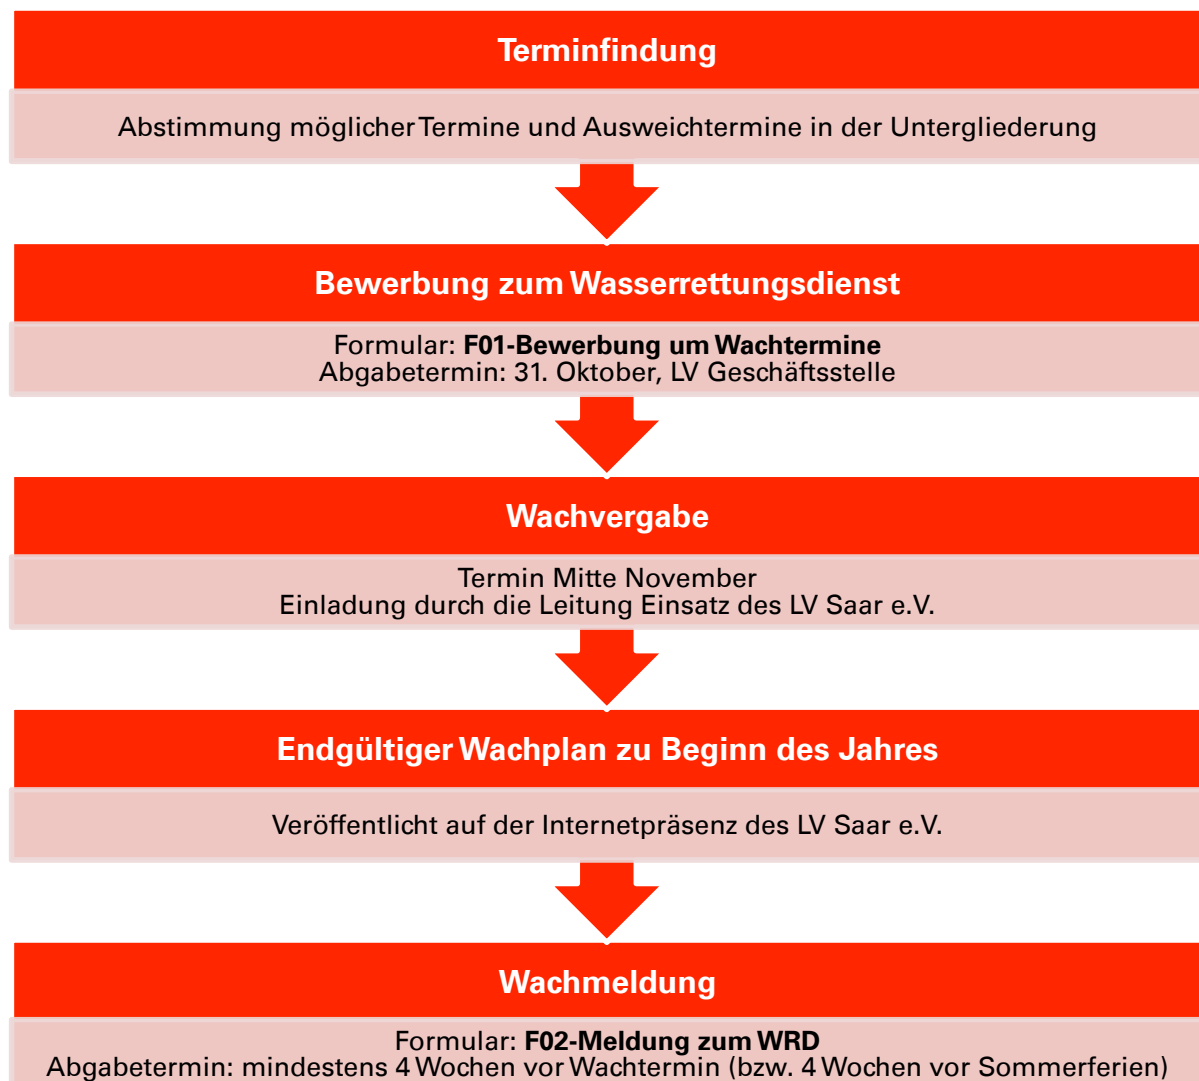 Terminfindung
Abstimmung möglicher Termine und Ausweichtermine in der Untergliederung
Bewerbung zum Wasserrettungsdienst
Formular: F01-Bewerbung um Wachtermine
Abgabetermin: 31. Oktober, LV Geschäftsstelle
Wachvergabe
Termin Mitte November
Einladung durch die Leitung Einsatz des LV Saar e.V.
Endgültiger Wachplan zu Beginn des Jahres
Veröffentlicht auf der Internetpräsenz des LV Saar e.V.
Wachmeldung
Formular: F02-Meldung zum WRD
Abgabetermin: mindestens 4 Wochen vor Wachtermin (bzw. 4 Wochen vor Sommerferien)